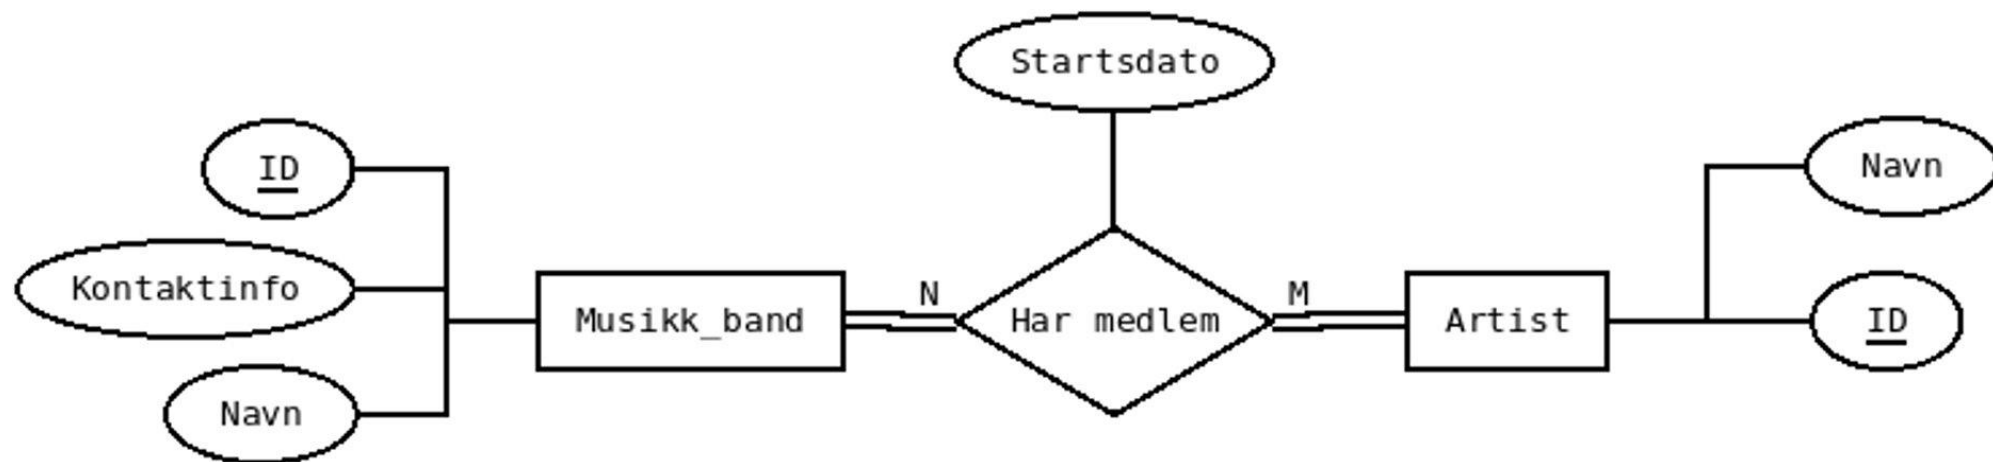 Startsdato
ID
Navn
Kontaktinfo
N
M
Musikk_band
Har medlem
Artist
ID
Navn